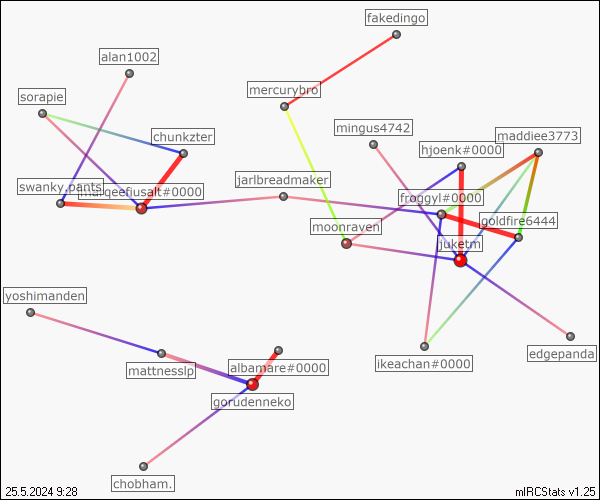 fakedingo
alan1002
mercurybro
sorapie
mingus4742
maddiee3773
chunkzter
hjoenk#0000
jarlbreadmaker
swanky.pants
#0000
froggyl#0000
goldfire6444
moonraven
juketm
yoshimanden
edgepanda
ikeachan#0000
albamare#0000
mattnesslp
gorudenneko
chobham.
25.5.2024 9:28
mIRCStats v1.25